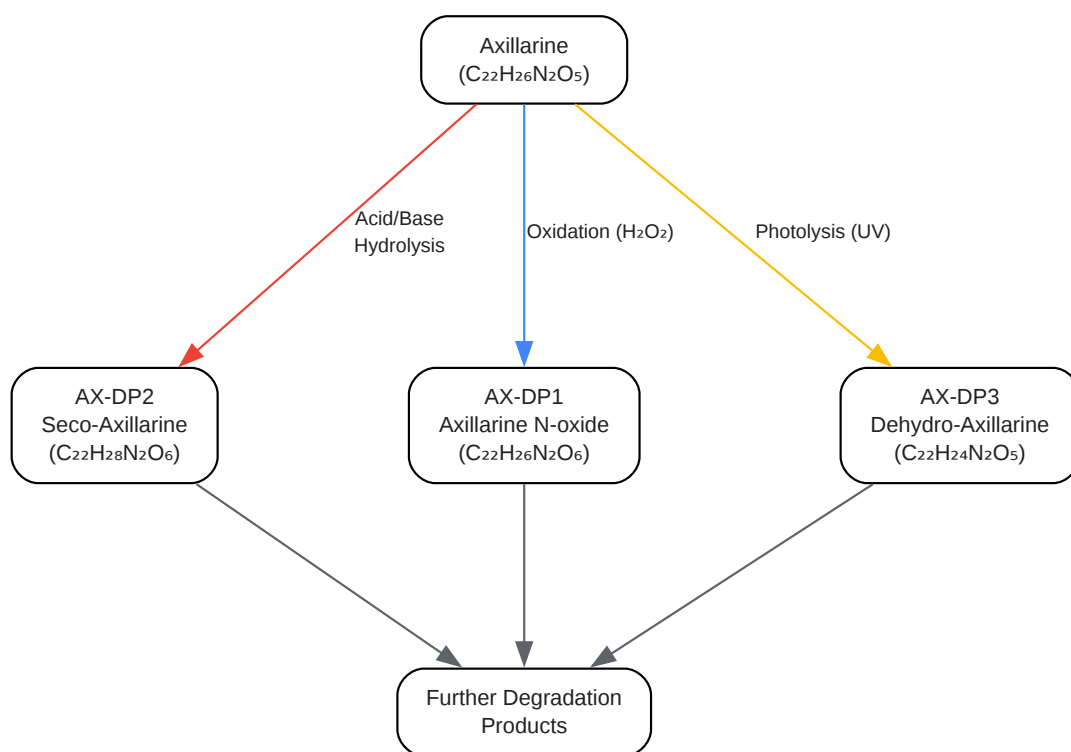 Axillarine
(C₂₂H₂₆N₂O₅)
Acid/Base
Hydrolysis
Oxidation (H₂O₂)
Photolysis (UV)
AX-DP2
Seco-Axillarine
(C₂₂H₂₈N₂O₆)
AX-DP1
Axillarine N-oxide
(C₂₂H₂₆N₂O₆)
AX-DP3
Dehydro-Axillarine
(C₂₂H₂₄N₂O₅)
Further Degradation
Products